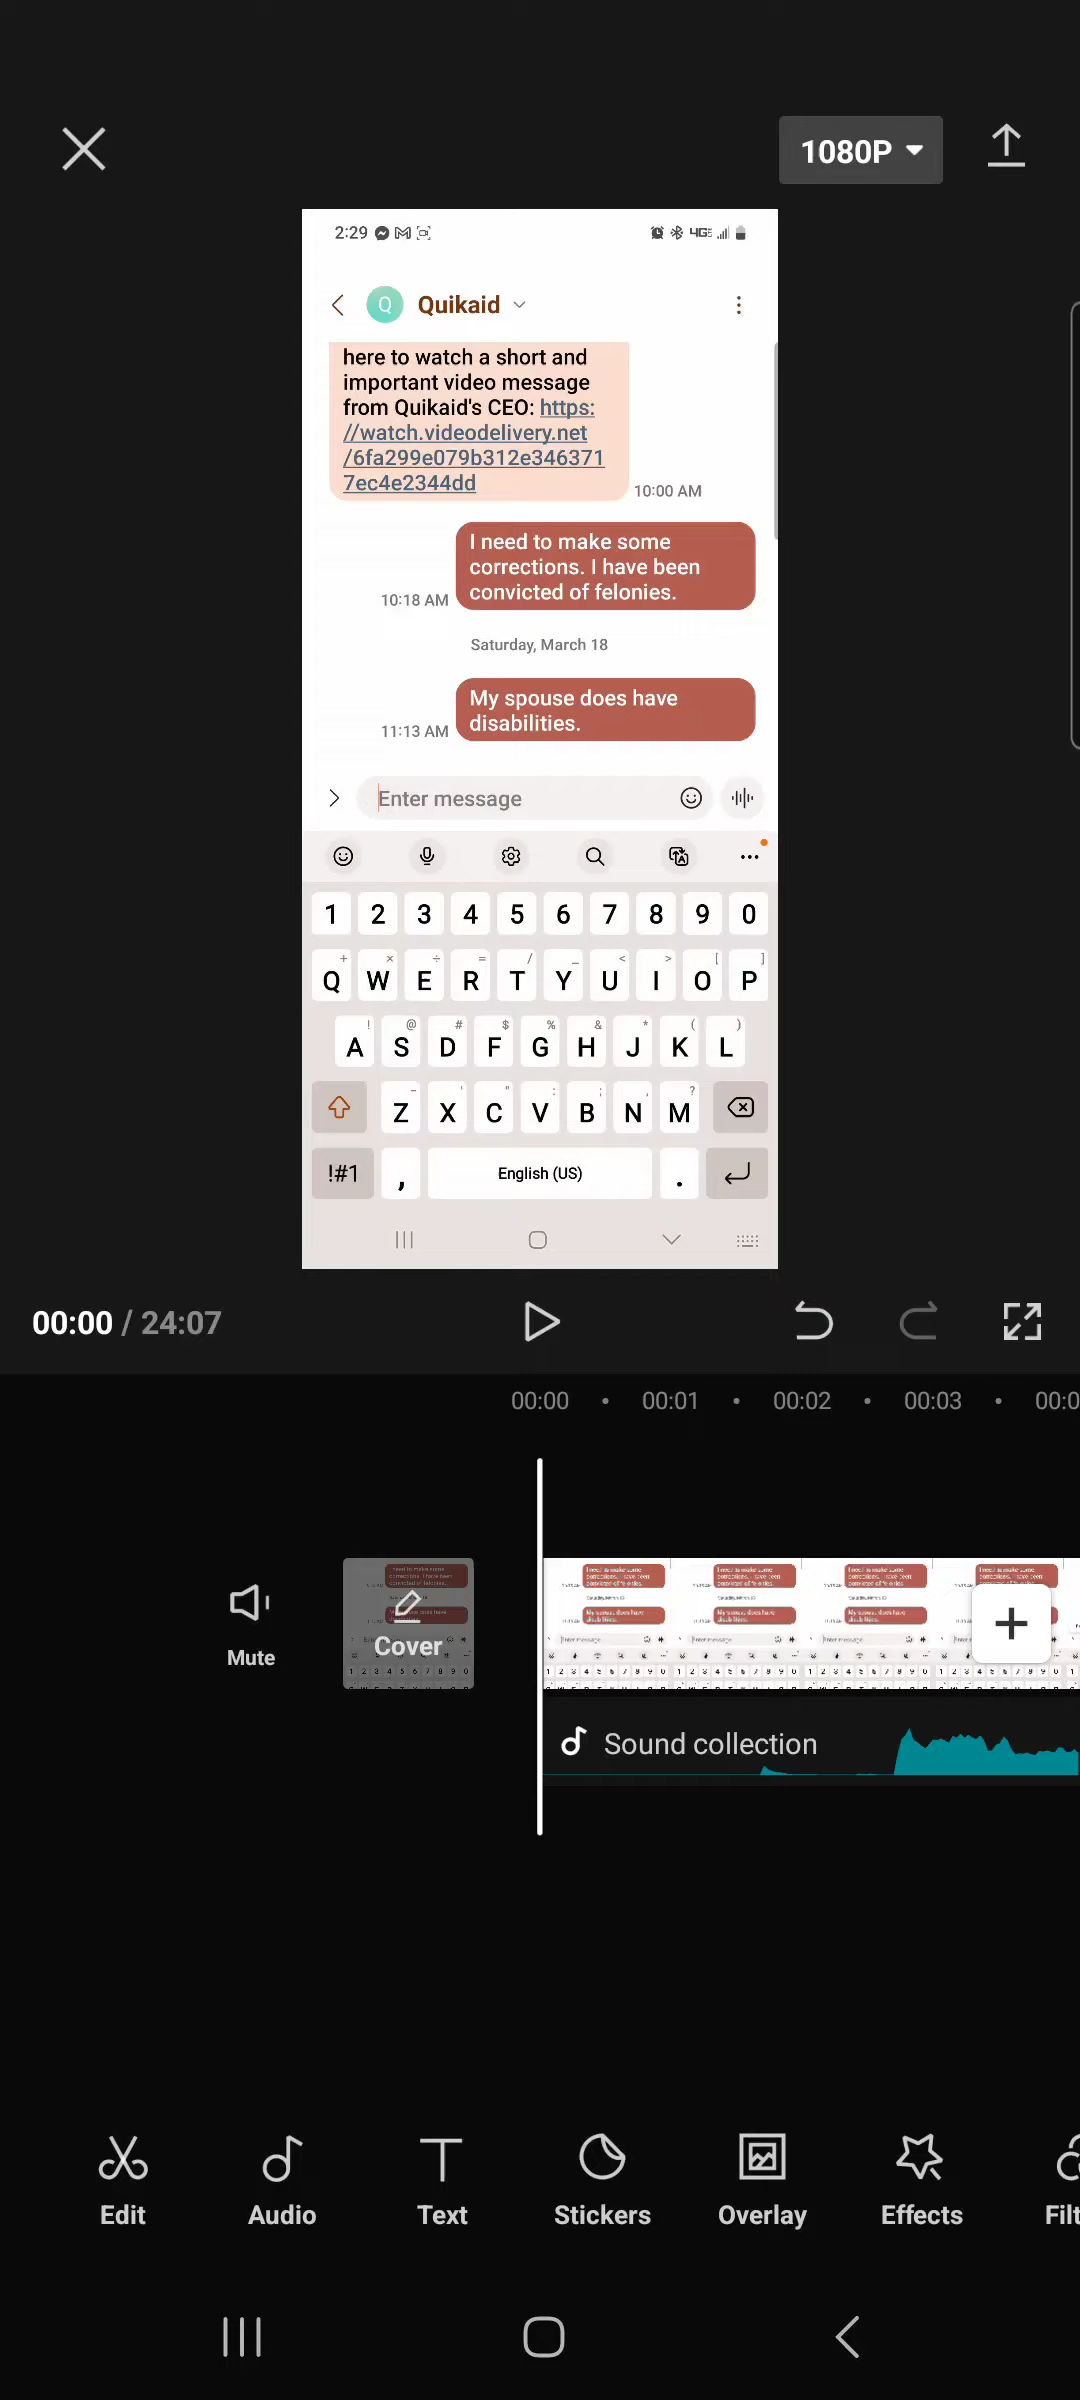 1080P
2:29
4GE
Q Quikaid
here to watch a short and
important video message
from Quikaid's CEO: https:
//watch.videodelivery.net
/6fa299e079b312e346371
7ec4e2344dd
10:00 AM
I need to make some
corrections. I have been
convicted of felonies.
10:18 AM
Saturday, March 18
My spouse does have
disabilities.
11:13 AM
Enter message
1 2 3 4 5 6 7 8 9 0
+ × ÷ = / _ < > [ ]
Q W E R T Y U I O P
! @ # $ % & * ( )
A S D F G H J K L
- ' " : ; , ?
Z X C V B N M
!#1 , English (US) .
00:00 / 24:07
00:00 • 00:01 • 00:02 • 00:03 • 00:0
Mute
Cover
Sound collection
Edit Audio Text Stickers Overlay Effects Filt